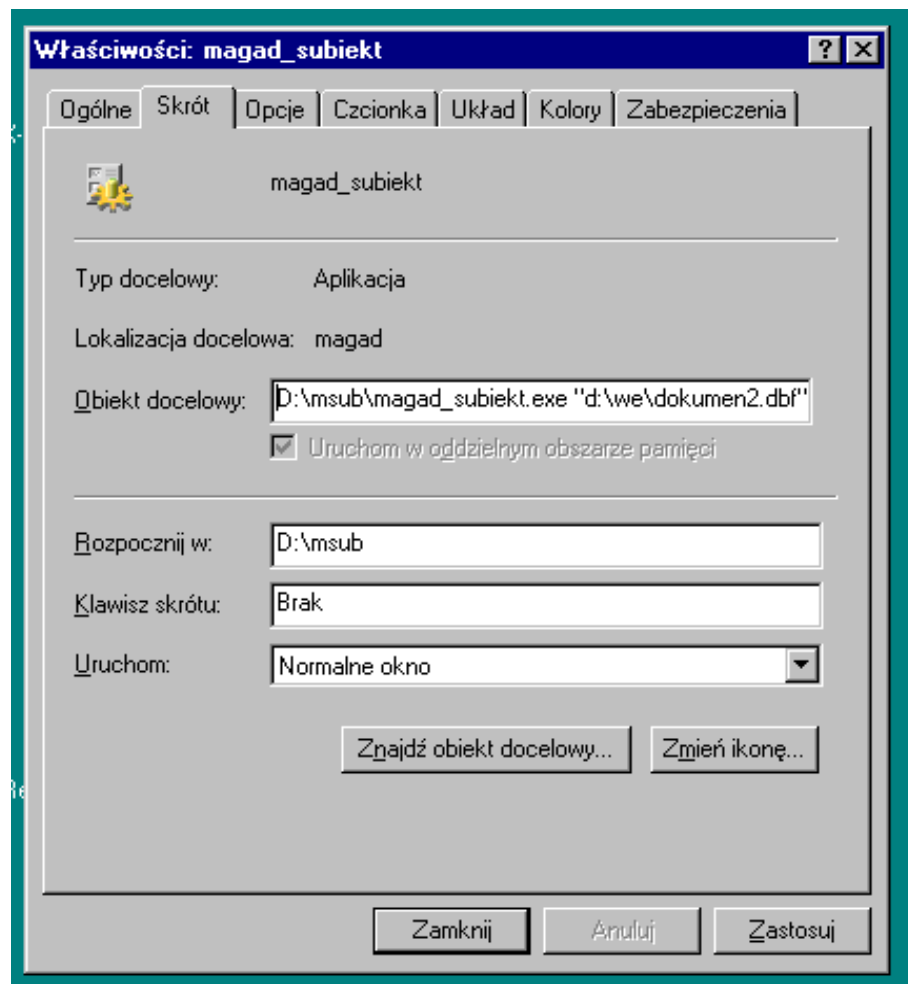 Właściwości: magad_subiekt
Ogólne Skrót Opcje Czcionka Układ Kolory Zabezpieczenia
magad_subiekt
Typ docelowy: Aplikacja
Lokalizacja docelowa: magad
Obiekt docelowy: D:\msub\magad_subiekt.exe "d:\we\dokumen2.dbf"
Uruchom w oddzielnym obszarze pamięci
Rozpocznij w: D:\msub
Klawisz skrótu: Brak
Uruchom: Normalne okno
Znajdź obiekt docelowy... Zmień ikonę...
Zamknij Anuluj Zastosuj